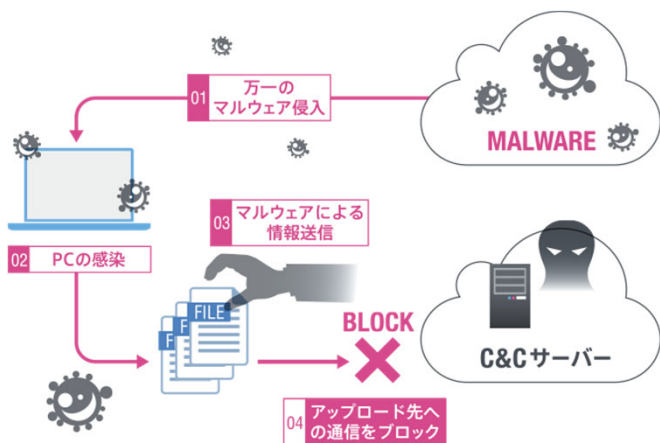 01 万一の
マルウェア侵入
MALWARE
03 マルウェアによる
情報送信
02 PCの感染
FILE
F
F
BLOCK
C&Cサーバー
04 アップロード先へ
の通信をブロック